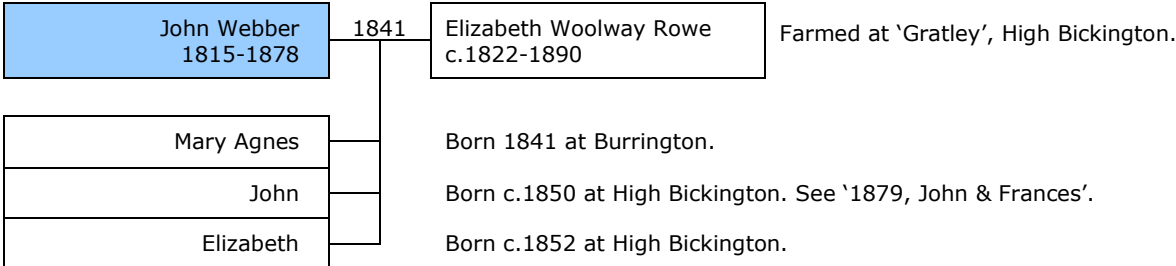 John Webber 1841 Elizabeth Woolway Rowe Farmed at ‘Gratley’, High Bickington.
1815-1878 c.1822-1890
Mary Agnes Born 1841 at Burrington.
John Born c.1850 at High Bickington. See ‘1879, John & Frances’.
Elizabeth Born c.1852 at High Bickington.